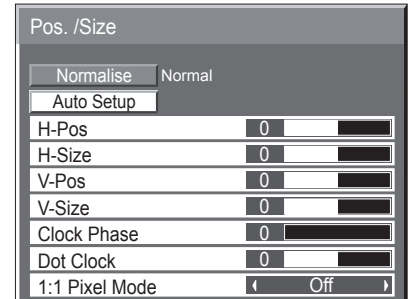 Pos. /Size
Normalise Normal
Auto Setup
H-Pos 0
H-Size 0
V-Pos 0
V-Size 0
Clock Phase 0
Dot Clock 0
1:1 Pixel Mode Off